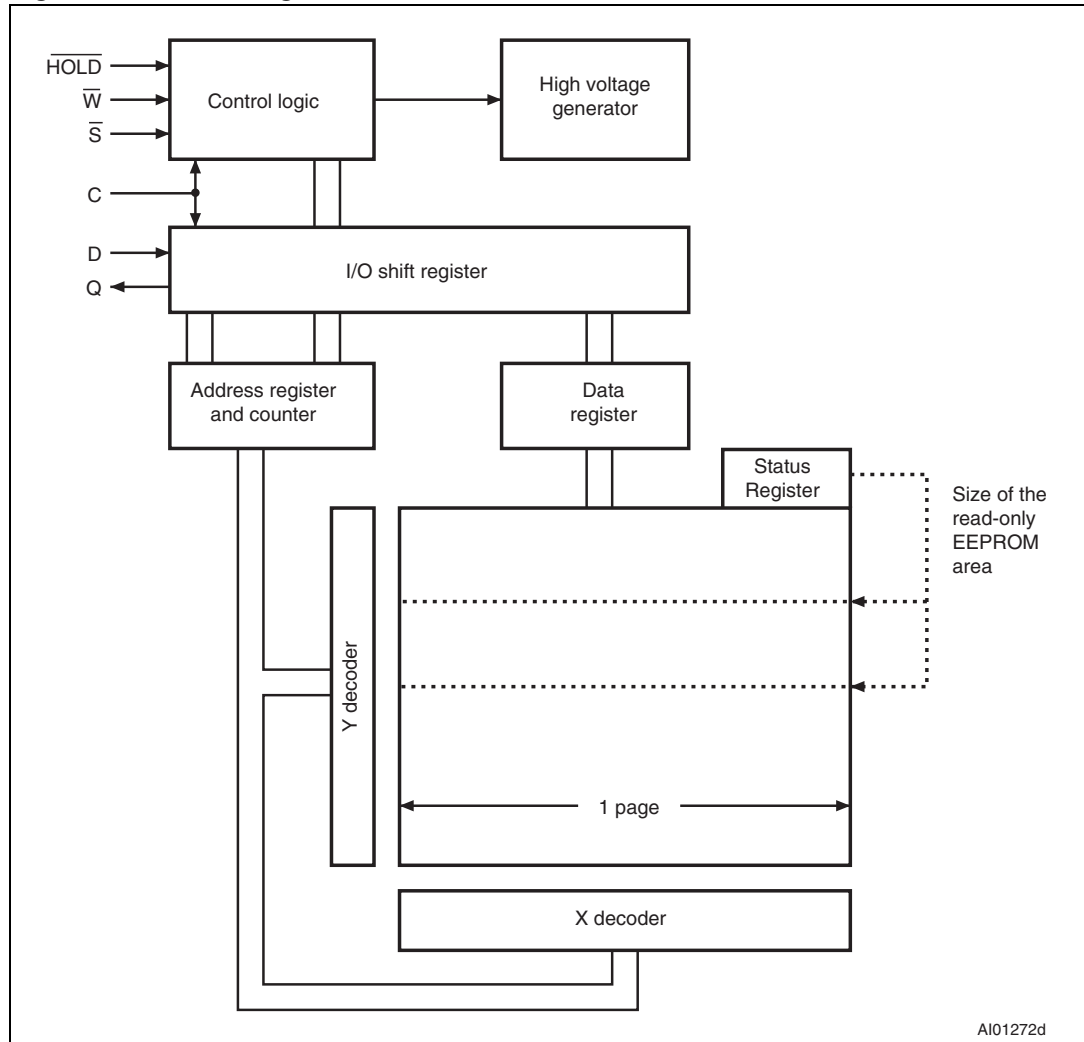 HOLD
W
S
C
D
Q
Control logic
High voltage
generator
I/O shift register
Address register
and counter
Data
register
Status
Register
Size of the
read-only
EEPROM
area
Y decoder
1 page
X decoder
AI01272d